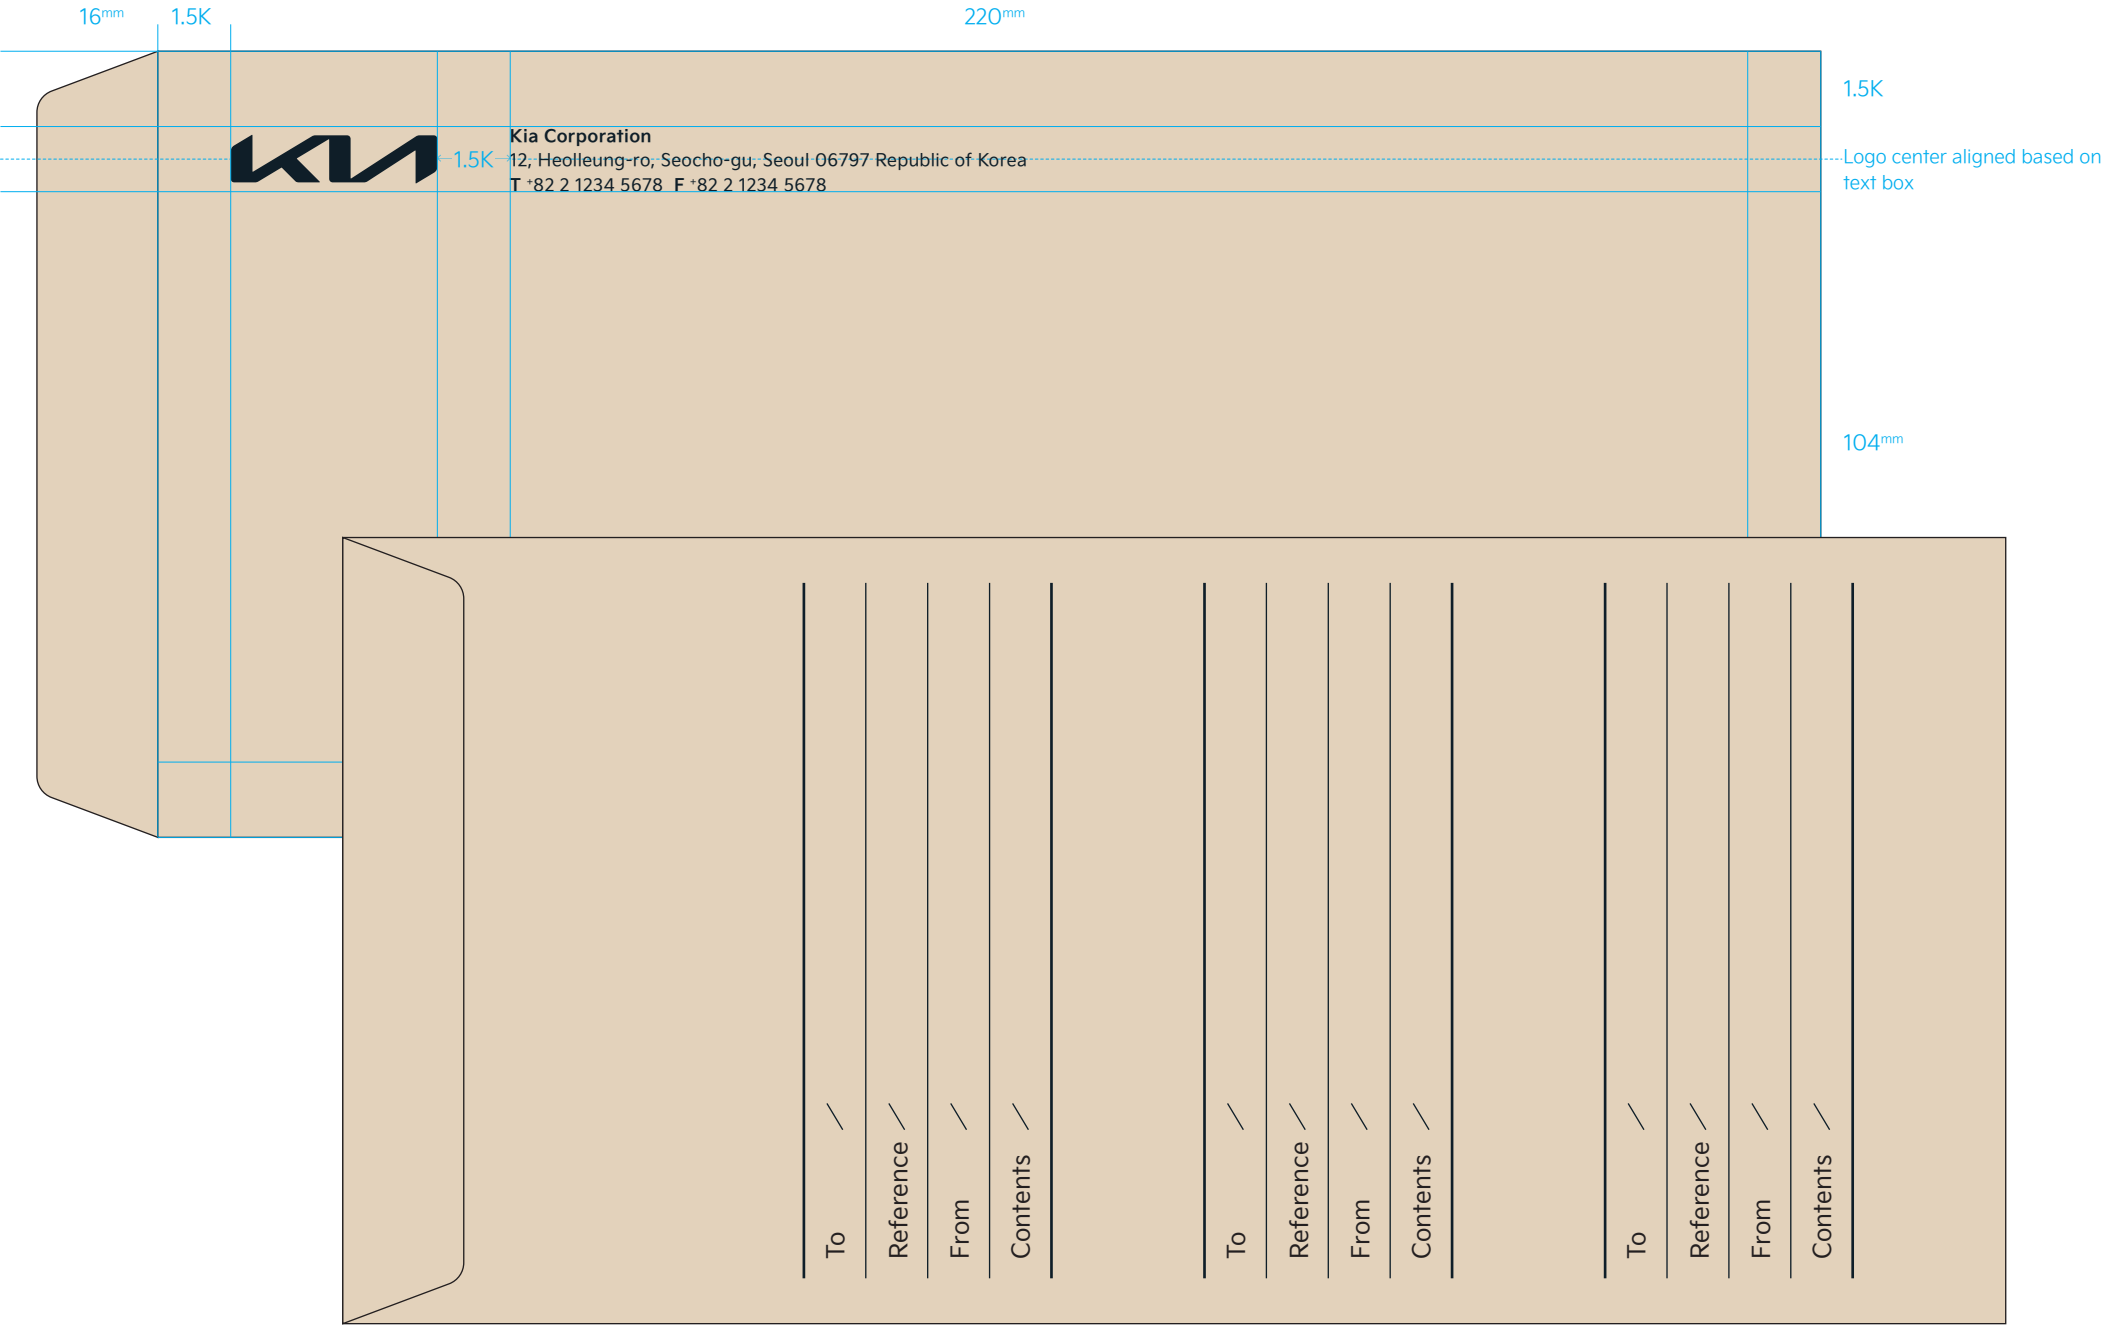 16mm 1.5K 220mm
1.5K
KIA
Kia Corporation
1.5K
12, Heolleung-ro, Seocho-gu, Seoul 06797 Republic of Korea
T +82 2 1234 5678 F +82 2 1234 5678
Logo center aligned based on
text box
104mm
To
Reference
From
Contents
To
Reference
From
Contents
To
Reference
From
Contents